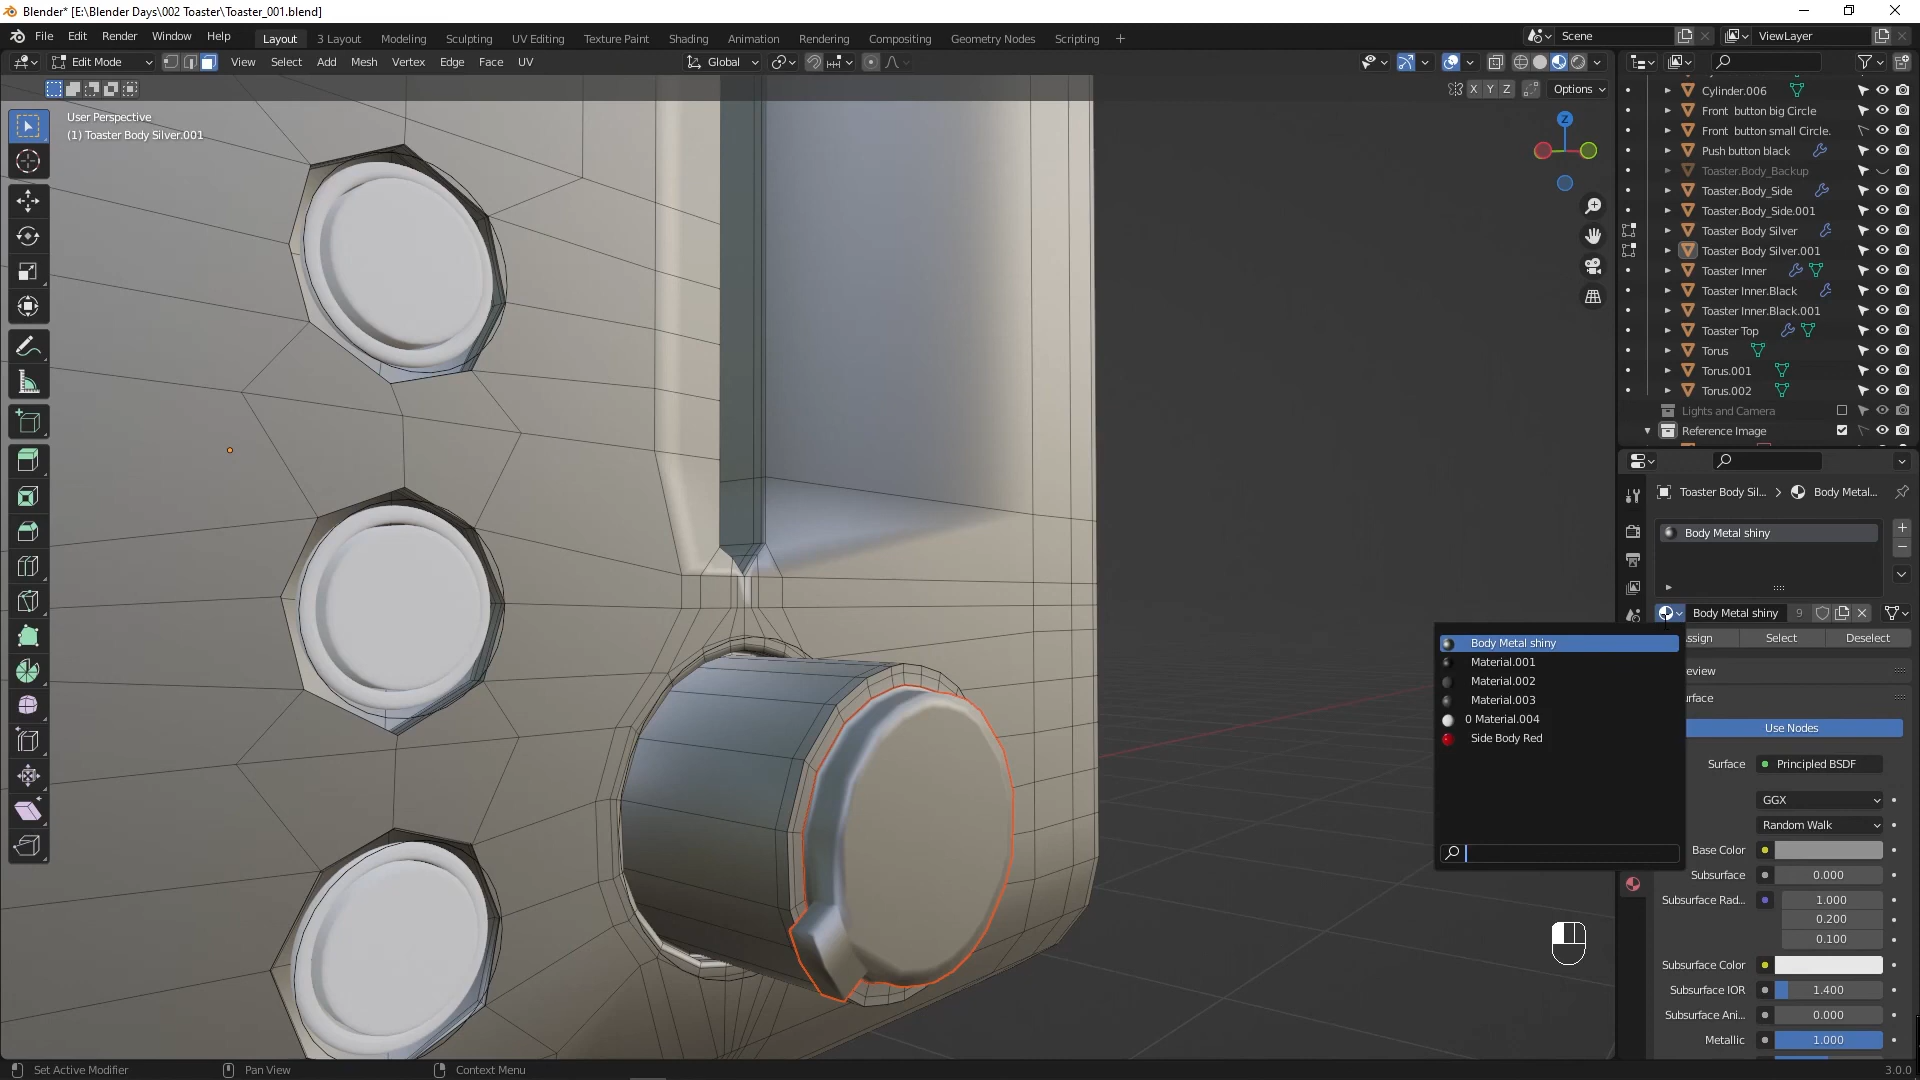 Blender* [E:\Blender Days\002 Toaster\Toaster_001.blend]
File Edit Render Window Help Layout 3 Layout Modeling Sculpting UV Editing Texture Paint Shading Animation Rendering Compositing Geometry Nodes Scripting + Scene ViewLayer
Edit Mode View Select Add Mesh Vertex Edge Face UV Global
X Y Z Options
User Perspective
(1) Toaster Body Silver.001
Z
Cylinder.006
Front button big Circle
Front button small Circle.
Push button black
Toaster.Body_Backup
Toaster.Body_Side
Toaster.Body_Side.001
Toaster Body Silver
Toaster Body Silver.001
Toaster Inner
Toaster Inner.Black
Toaster Inner.Black.001
Toaster Top
Torus
Torus.001
Torus.002
Lights and Camera
Reference Image
Toaster Body Sil... > Body Metal...
Body Metal shiny
Body Metal shiny 9
ssign Select Deselect
Body Metal shiny
Material.001
Material.002
Material.003
0 Material.004
Side Body Red
eview
rface
Use Nodes
Surface Principled BSDF
GGX
Random Walk
Base Color
Subsurface 0.000
Subsurface Rad... 1.000
0.200
0.100
Subsurface Color
Subsurface IOR 1.400
Subsurface Ani... 0.000
Metallic 1.000
Set Active Modifier Pan View Context Menu 3.0.0